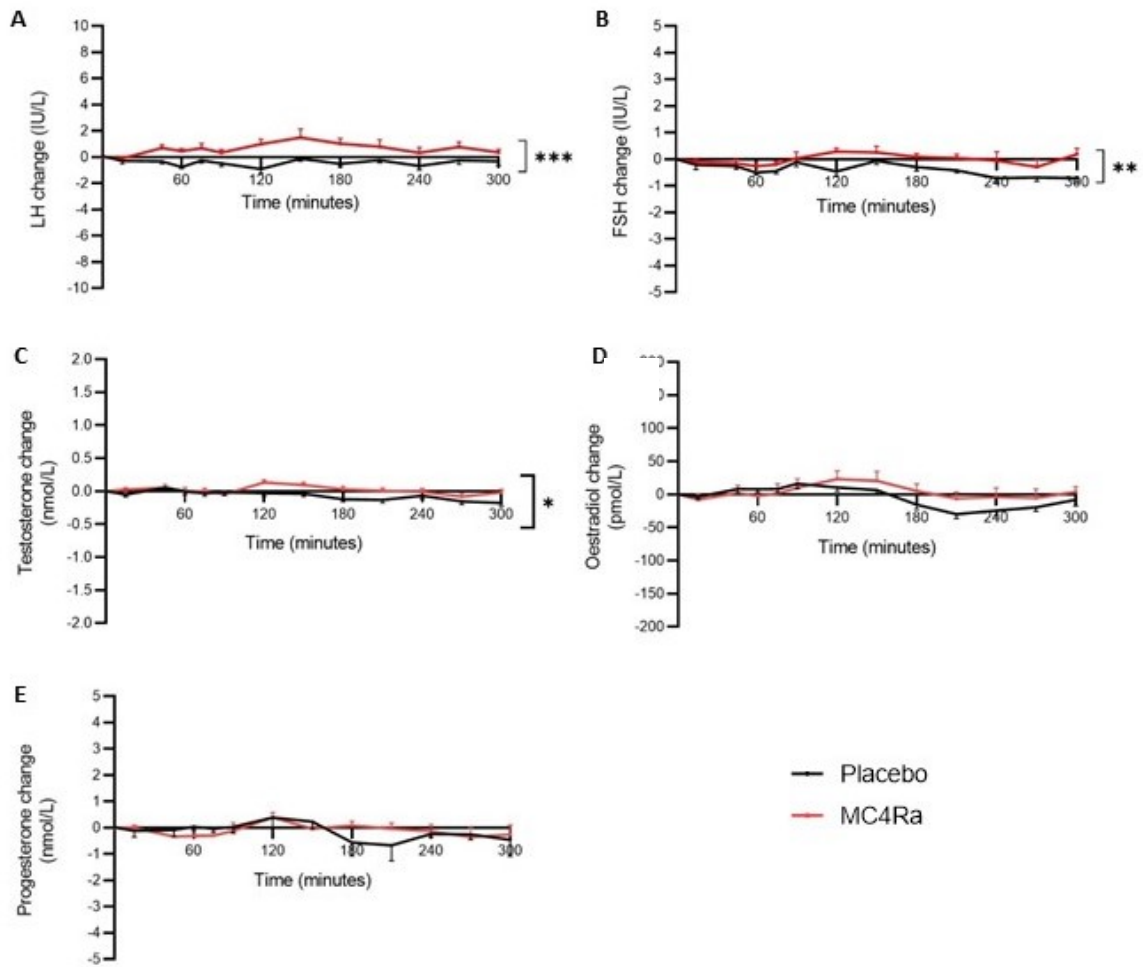 A
10
8
6
4
2
0
-2
-4
-6
-8
-10
LH change (IU/L)
60 120 180 240 300
Time (minutes)
***
B
5
4
3
2
1
0
-1
-2
-3
-4
-5
FSH change (IU/L)
60 120 180 240 300
Time (minutes)
**
C
2.0
1.5
1.0
0.5
0.0
-0.5
-1.0
-1.5
-2.0
Testosterone change
(nmol/L)
60 120 180 240 300
Time (minutes)
*
D
100
50
0
-50
-100
-150
-200
Oestradiol change
(pmol/L)
60 120 180 240 300
Time (minutes)
E
5
4
3
2
1
0
-1
-2
-3
-4
-5
Progesterone change
(nmol/L)
60 120 180 240 300
Time (minutes)
Placebo
MC4Ra